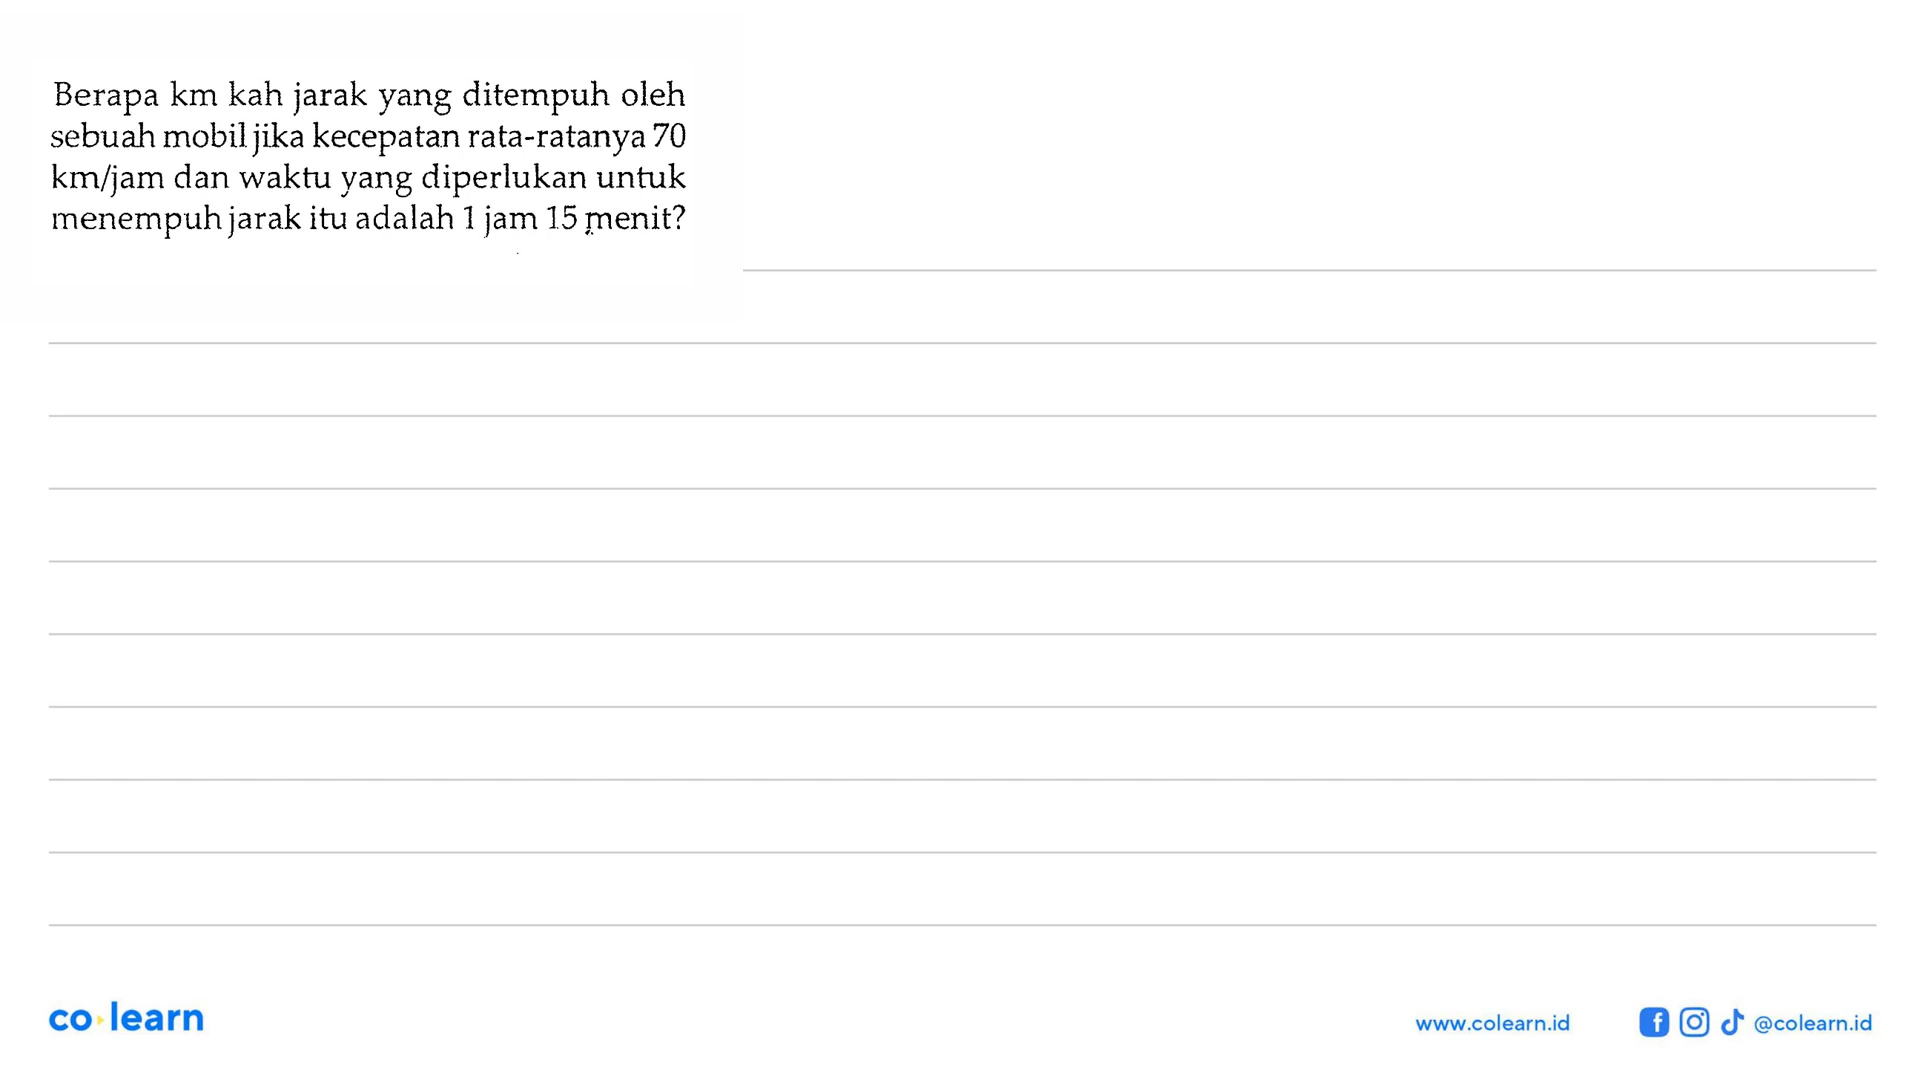 Berapa km kah jarak yang ditempuh oleh
sebuah mobil jika kecepatan rata-ratanya 70
km/jam dan waktu yang diperlukan untuk
menempuh jarak itu adalah 1 jam 15 menit?
co learn
www.colearn.id
@colearn.id